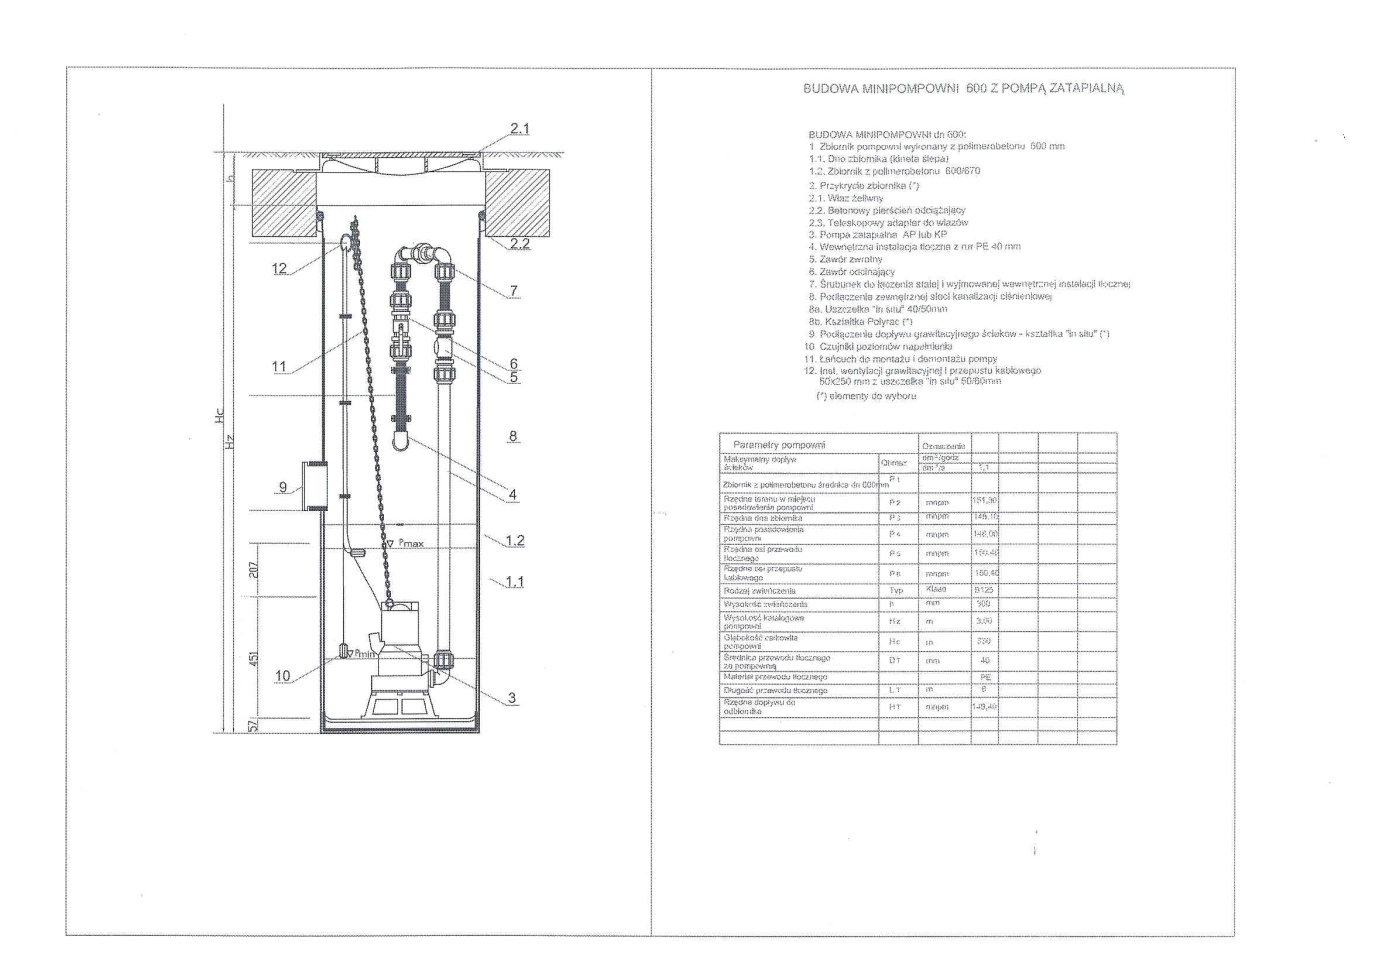 BUDOWA MINIPOMPOWNI 600 Z POMPĄ ZATAPIALNĄ
BUDOWA MINIPOMPOWNI dn 600:
1 Zbiornik pompowni wykonany z polimerobetonu 600 mm
1.1. Dno zbiornika (kineta ślepa)
1.2. Zbiornik z polimerobetonu 600/670
2. Przykrycie zbiornika (*)
2.1. Właz żeliwny
2.2. Betonowy pierścień odciążający
2.3. Teleskopowy adapter do włazów
3. Pompa zatapialna AP lub KP
4. Wewnętrzna instalacja tłoczna z rur PE 40 mm
5. Zawór zwrotny
6. Zawór odcinający
7. Śrubunek do łączenia stałej i wyjmowanej wewnętrznej instalacji tłocznej
8. Podłączenie zewnętrznej sieci kanalizacji ciśnieniowej
8a. Uszczelka "in situ" 40/50mm
8b. Kształtka Polyrac (*)
9. Podłączenie dopływu grawitacyjnego ścieków - kształtka "in situ" (*)
10. Czujniki poziomów napełnienia
11. Łańcuch do montażu i demontażu pompy
12. Inst. wentylacji grawitacyjnej i przepustu kablowego
50x250 mm z uszczelką "in situ" 50/60mm
(*) elementy do wyboru
2.1
h
2.2
12
7
11
6
5
Hc
Hz
8
9
4
1.2
Pmax
207
1.1
451
Pmin
10
3
57
Parametry pompowni Oznaczenie
Maksymalny dopływ ścieków dm³/godz
dm³/s 1,1
Zbiornik z polimerobetonu średnica dn 600mm P1
Rzędna terenu w miejscu posadowienia pompowni P2 mnpm
Rzędna dna zbiornika P3 mnpm
Rzędna posadowienia pompowni P4 mnpm
Rzędna osi przewodu tłocznego P5 mnpm
Rzędna osi przepustu kablowego P6 mnpm
Rodzaj zwieńczenia Typ Klasa B125
Wysokość zwieńczenia h mm
Wysokość katalogowa pompowni Hz m
Głębokość całkowita pompowni Hc m
Średnica przewodu tłocznego za pompownią DT mm 40
Materiał przewodu tłocznego PE
Długość przewodu tłocznego LT m
Rzędna dopływu do odbiornika HT mnpm